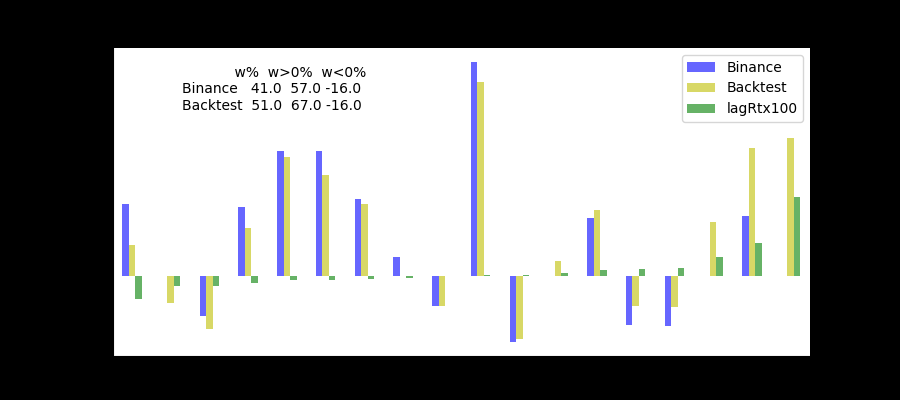 w% w>0% w<0%
Binance 41.0 57.0 -16.0
Backtest 51.0 67.0 -16.0
Binance
Backtest
lagRtx100